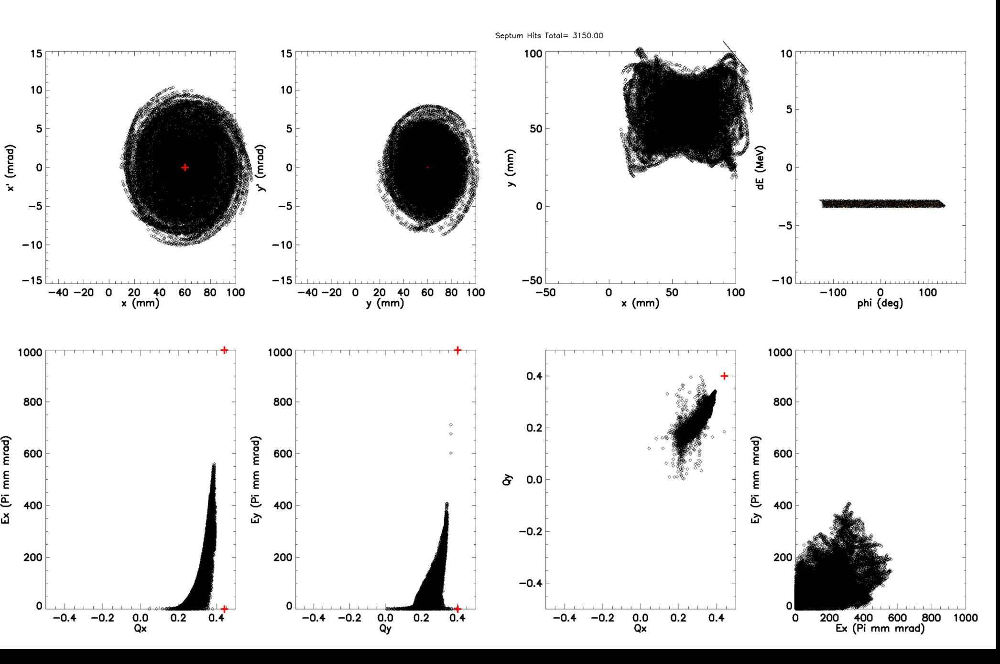 Septum Hits Total= 3150.00
15
10
5
0
−5
−10
−15
x' (mrad)
−40 −20 0 20 40 60 80 100
x (mm)
15
10
5
0
−5
−10
−15
y' (mrad)
−40 −20 0 20 40 60 80 100
y (mm)
100
50
0
−50
y (mm)
−50 0 50 100
x (mm)
10
5
0
−5
−10
dE (MeV)
−100 0 100
phi (deg)
1000
800
600
400
200
0
Ex (Pi mm mrad)
−0.4 −0.2 0.0 0.2 0.4
Qx
1000
800
600
400
200
0
Ey (Pi mm mrad)
−0.4 −0.2 0.0 0.2 0.4
Qy
0.4
0.2
0.0
−0.2
−0.4
Qy
−0.4 −0.2 0.0 0.2 0.4
Qx
1000
800
600
400
200
0
Ey (Pi mm mrad)
0 200 400 600 800 1000
Ex (Pi mm mrad)